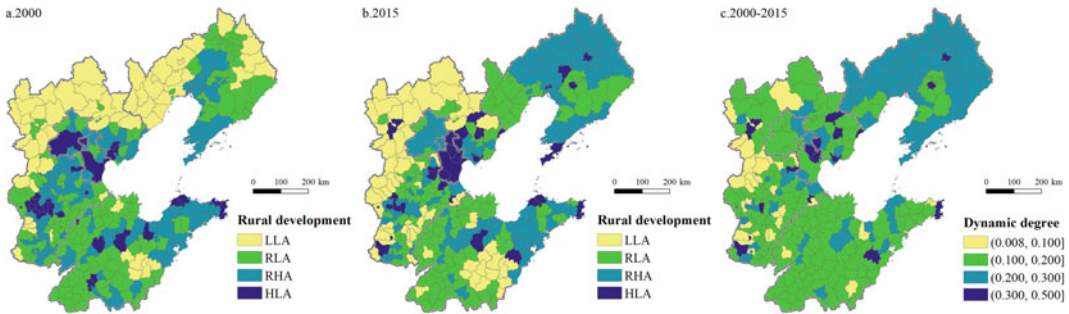 a.2000
0 100 200 km
Rural development
LLA
RLA
RHA
HLA
b.2015
0 100 200 km
Rural development
LLA
RLA
RHA
HLA
c.2000-2015
0 100 200 km
Dynamic degree
(0.008, 0.100]
(0.100, 0.200]
(0.200, 0.300]
(0.300, 0.500]